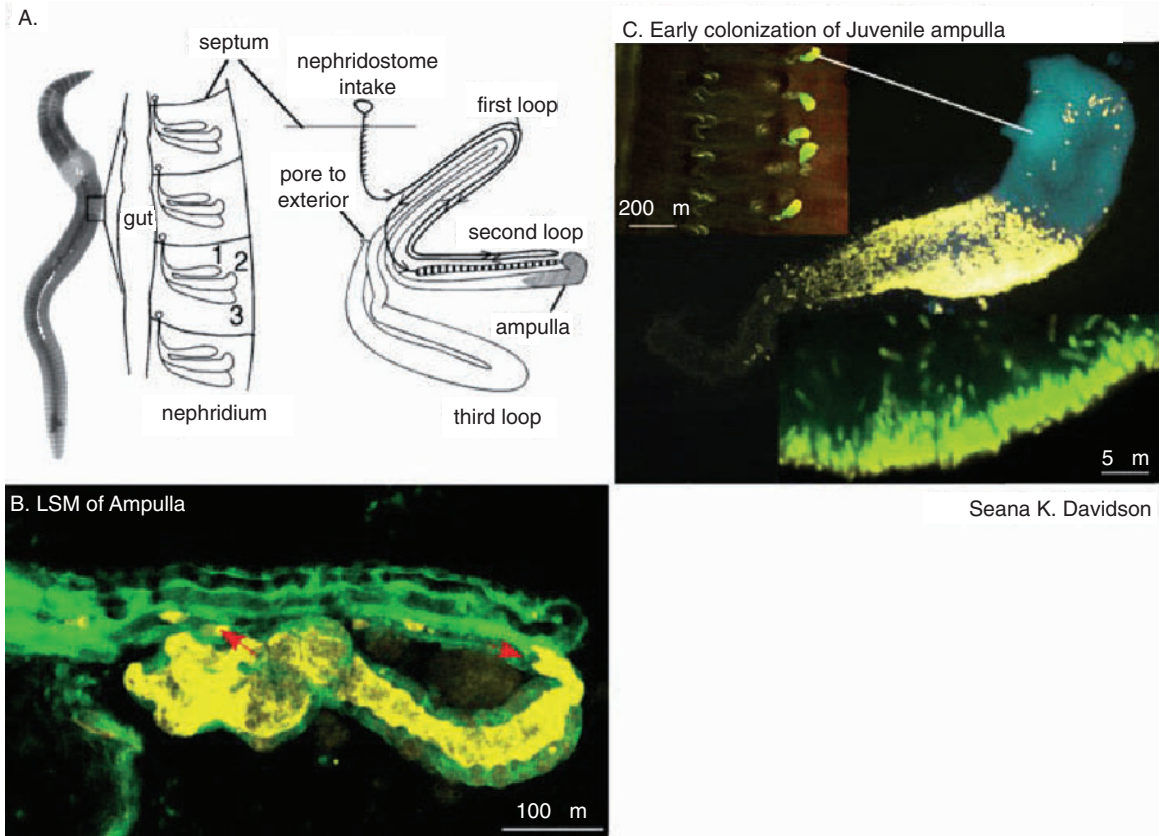 A.
septum
nephridostome
intake
first loop
pore to
exterior
gut
second loop
1
2
3
ampulla
nephridium
third loop
C. Early colonization of Juvenile ampulla
200 m
5 m
B. LSM of Ampulla
100 m
Seana K. Davidson